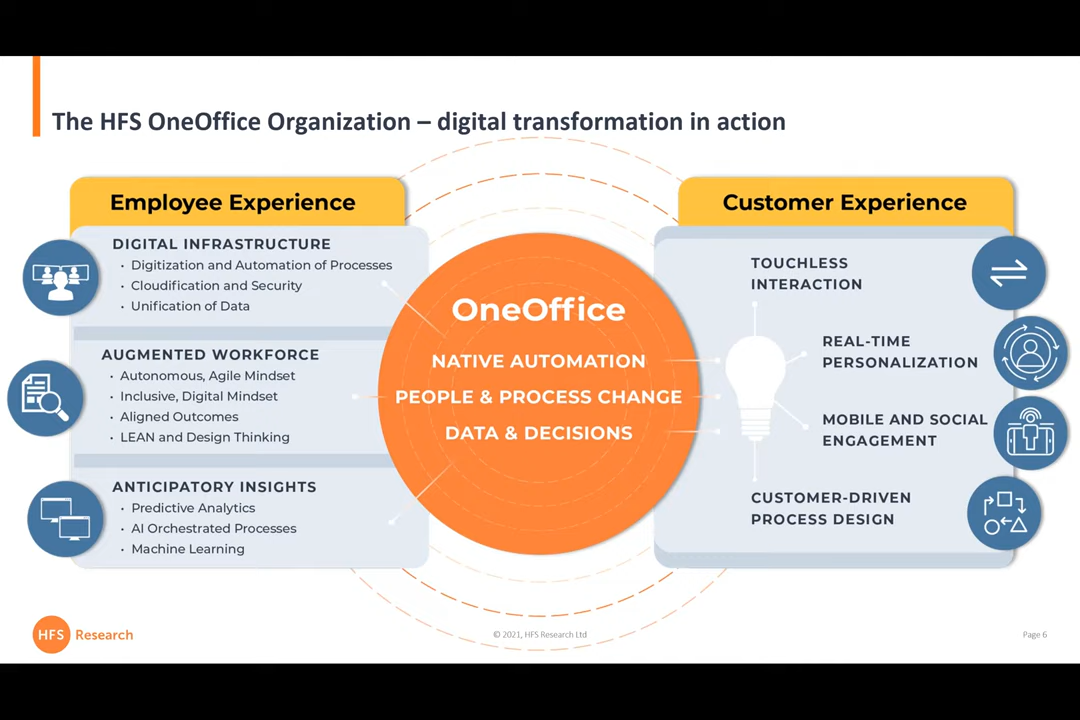 The HFS OneOffice Organization – digital transformation in action
Employee Experience
DIGITAL INFRASTRUCTURE
• Digitization and Automation of Processes
• Cloudification and Security
• Unification of Data
AUGMENTED WORKFORCE
• Autonomous, Agile Mindset
• Inclusive, Digital Mindset
• Aligned Outcomes
• LEAN and Design Thinking
ANTICIPATORY INSIGHTS
• Predictive Analytics
• AI Orchestrated Processes
• Machine Learning
OneOffice
NATIVE AUTOMATION
PEOPLE & PROCESS CHANGE
DATA & DECISIONS
Customer Experience
TOUCHLESS
INTERACTION
REAL-TIME
PERSONALIZATION
MOBILE AND SOCIAL
ENGAGEMENT
CUSTOMER-DRIVEN
PROCESS DESIGN
HFS Research
© 2021, HFS Research Ltd
Page 6